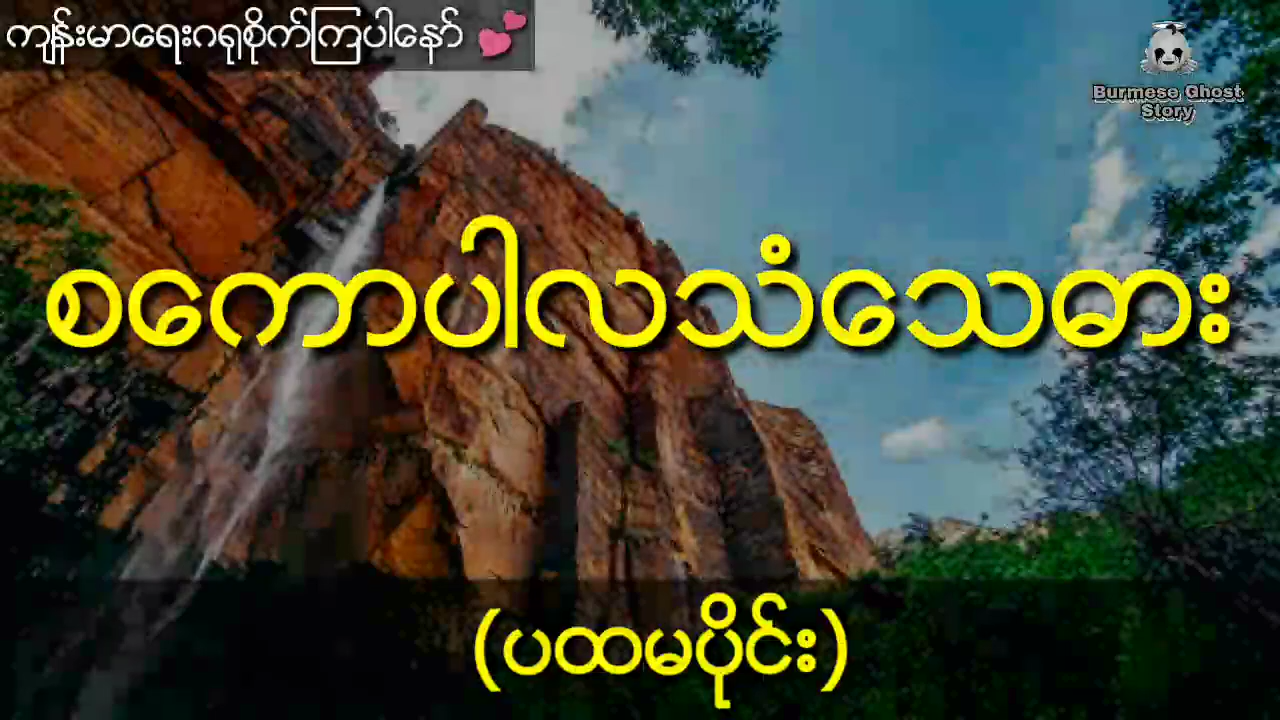 ကျန်းမာရေးဂရုစိုက်ကြပါနော် 💕
Burmese Ghost
Story
စကောပါလသံသေဓား
(ပထမပိုင်း)